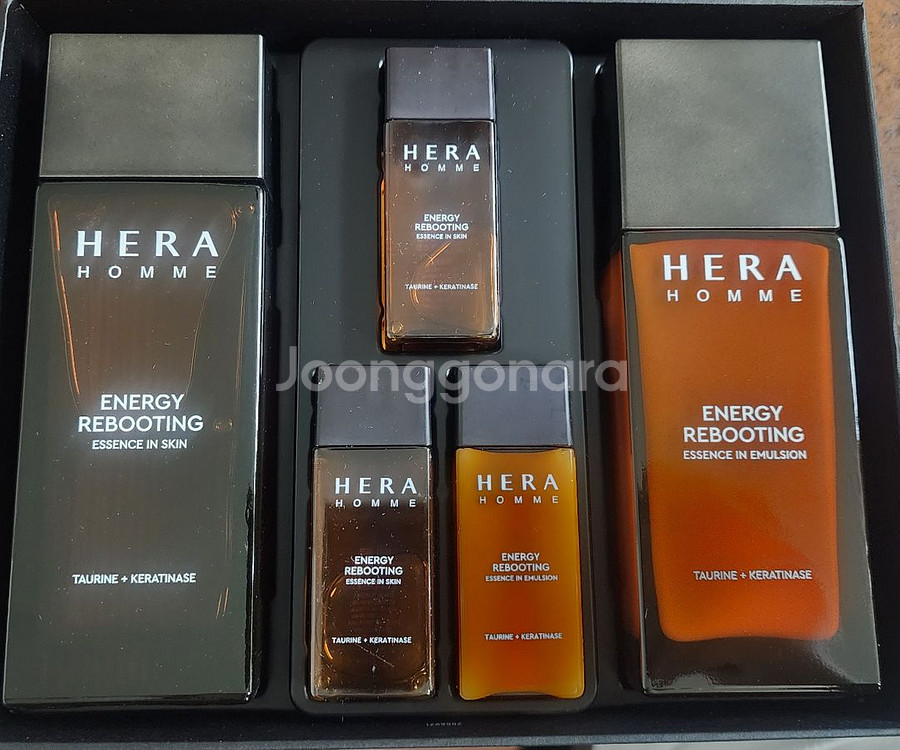 HERA
HOMME
ENERGY
REBOOTING
ESSENCE IN SKIN
TAURINE + KERATINASE
HERA
HOMME
ENERGY
REBOOTING
ESSENCE IN SKIN
TAURINE + KERATINASE
Joonggonara
HERA
HOMME
ENERGY
REBOOTING
ESSENCE IN SKIN
TAURINE + KERATINASE
HERA
HOMME
ENERGY
REBOOTING
ESSENCE IN EMULSION
TAURINE + KERATINASE
HERA
HOMME
ENERGY
REBOOTING
ESSENCE IN EMULSION
TAURINE + KERATINASE